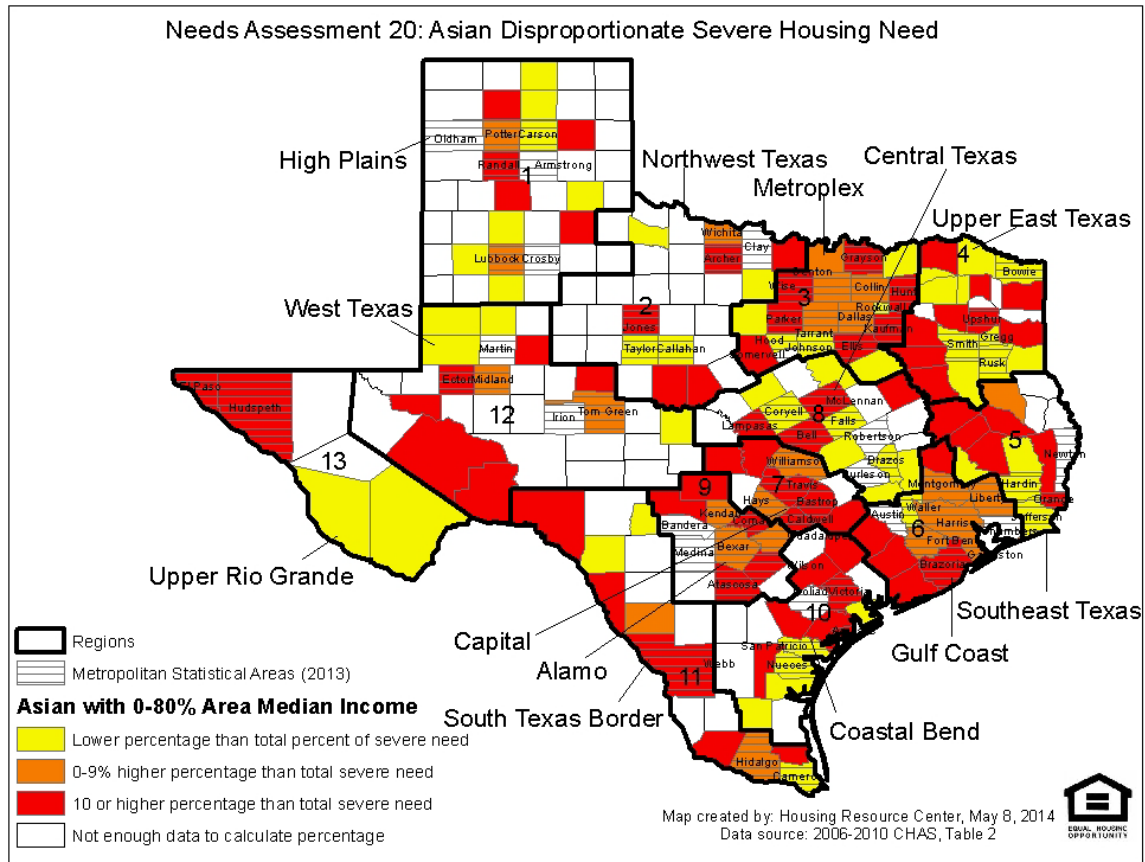 Needs Assessment 20: Asian Disproportionate Severe Housing Need
Oldham
Potter
Carson
High Plains
Randall
Armstrong
1
Northwest Texas
Central Texas
Metroplex
Upper East Texas
Wichita
Clay
4
Bowie
Lubbock
Crosby
Archer
Denton
Grayson
Collin
Hunt
Wise
3
Rockwall
West Texas
2
Jones
Parker
Dallas
Kaufman
Upshur
Martin
Tarrant
Gregg
Smith
Taylor
Callahan
Hood
Johnson
Ellis
Somervell
Rusk
El Paso
Ector
Midland
McLennan
Hudspeth
12
Irion
Tom Green
Coryell
8
Falls
Lampasas
Bell
Robertson
5
Newton
13
Brazos
Burleson
Hardin
Williamson
Montgomery
Liberty
Orange
9
7
Travis
Hays
Bastrop
Austin
Waller
Harris
Jefferson
Kendall
Comal
Caldwell
6
Chambers
Bandera
Guadalupe
Fort Bend
Medina
Bexar
Galveston
Wilson
Brazoria
Upper Rio Grande
Atascosa
Goliad
Victoria
Southeast Texas
10
Capital
San Patricio
Gulf Coast
Alamo
Webb
Nueces
11
South Texas Border
Coastal Bend
Hidalgo
Cameron
Regions
Metropolitan Statistical Areas (2013)
Asian with 0-80% Area Median Income
Lower percentage than total percent of severe need
0-9% higher percentage than total severe need
10 or higher percentage than total severe need
Not enough data to calculate percentage
Map created by: Housing Resource Center, May 8, 2014
Data source: 2006-2010 CHAS, Table 2
EQUAL HOUSING
OPPORTUNITY